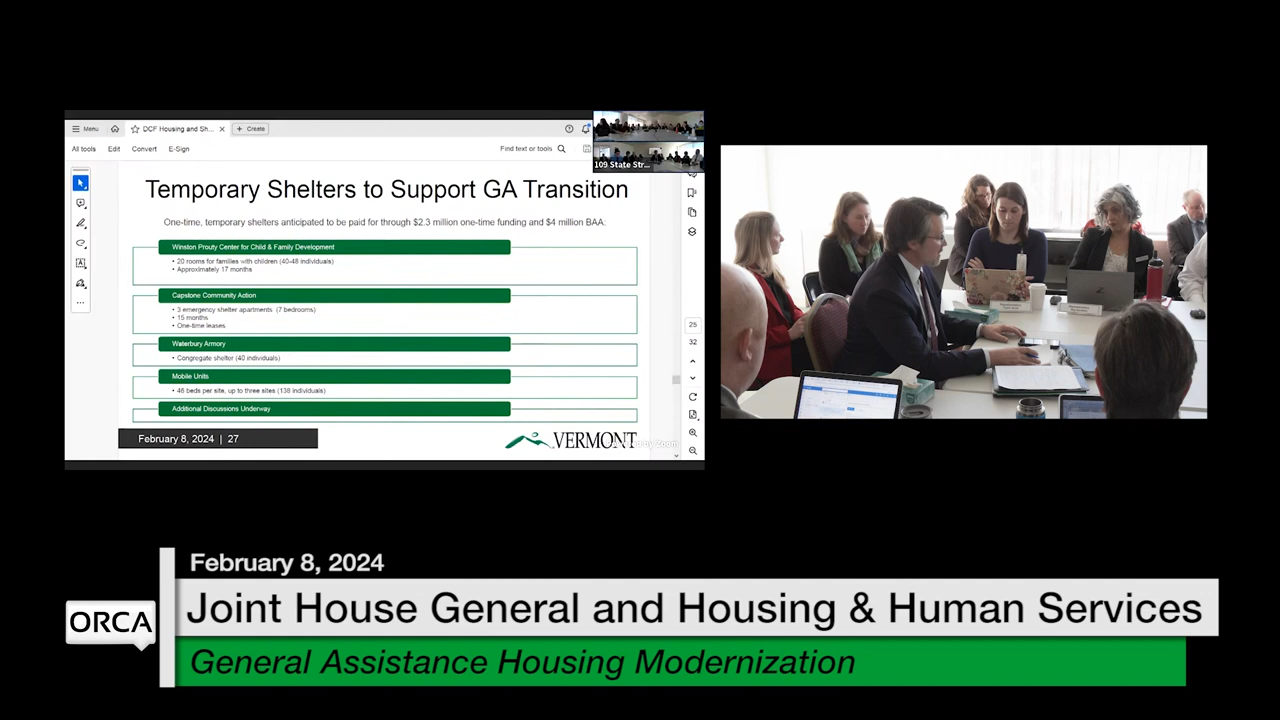 Menu
DCF Housing and Sh...
Create
All tools
Edit
Convert
E-Sign
Find text or tools
109 State Str...
Temporary Shelters to Support GA Transition
One-time, temporary shelters anticipated to be paid for through $2.3 million one-time funding and $4 million BAA:
Winston Prouty Center for Child & Family Development
• 20 rooms for families with children (40-48 individuals)
• Approximately 17 months
Capstone Community Action
• 3 emergency shelter apartments (7 bedrooms)
• 15 months
• One-time leases
Waterbury Armory
• Congregate shelter (40 individuals)
Mobile Units
• 46 beds per site, up to three sites (138 individuals)
Additional Discussions Underway
February 8, 2024 | 27
VERMONT
by Zoom
32
February 8, 2024
ORCA
Joint House General and Housing & Human Services
General Assistance Housing Modernization